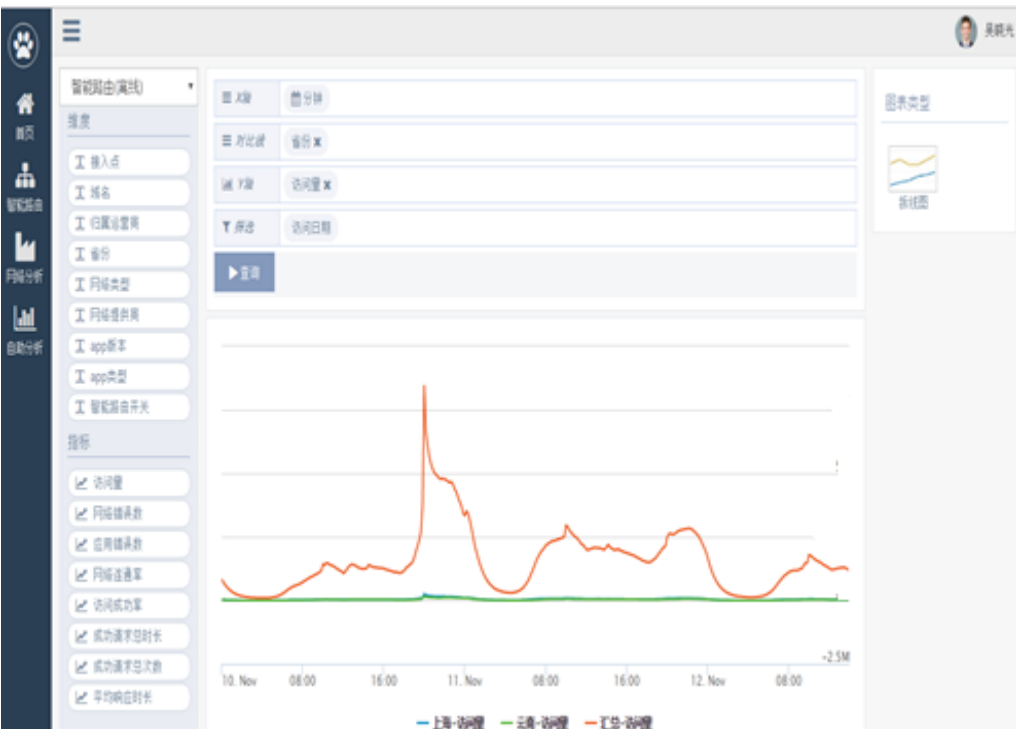 吴晓光
首页
智能路由
网络分析
自助分析
智能路由(离线)
维度
接入点
域名
归属运营商
省份
网络类型
网络提供商
app版本
app类型
智能路由开关
指标
访问量
网络错误数
应用错误数
网络连通率
访问成功率
成功请求总时长
成功请求总次数
平均响应时长
X轴 分钟
对比线 省份 x
Y轴 访问量 x
筛选 访问日期
查询
图表类型
折线图
-2.5M
10. Nov 08:00 16:00 11. Nov 08:00 16:00 12. Nov 08:00
上海-访问量 云南-访问量 汇总-访问量